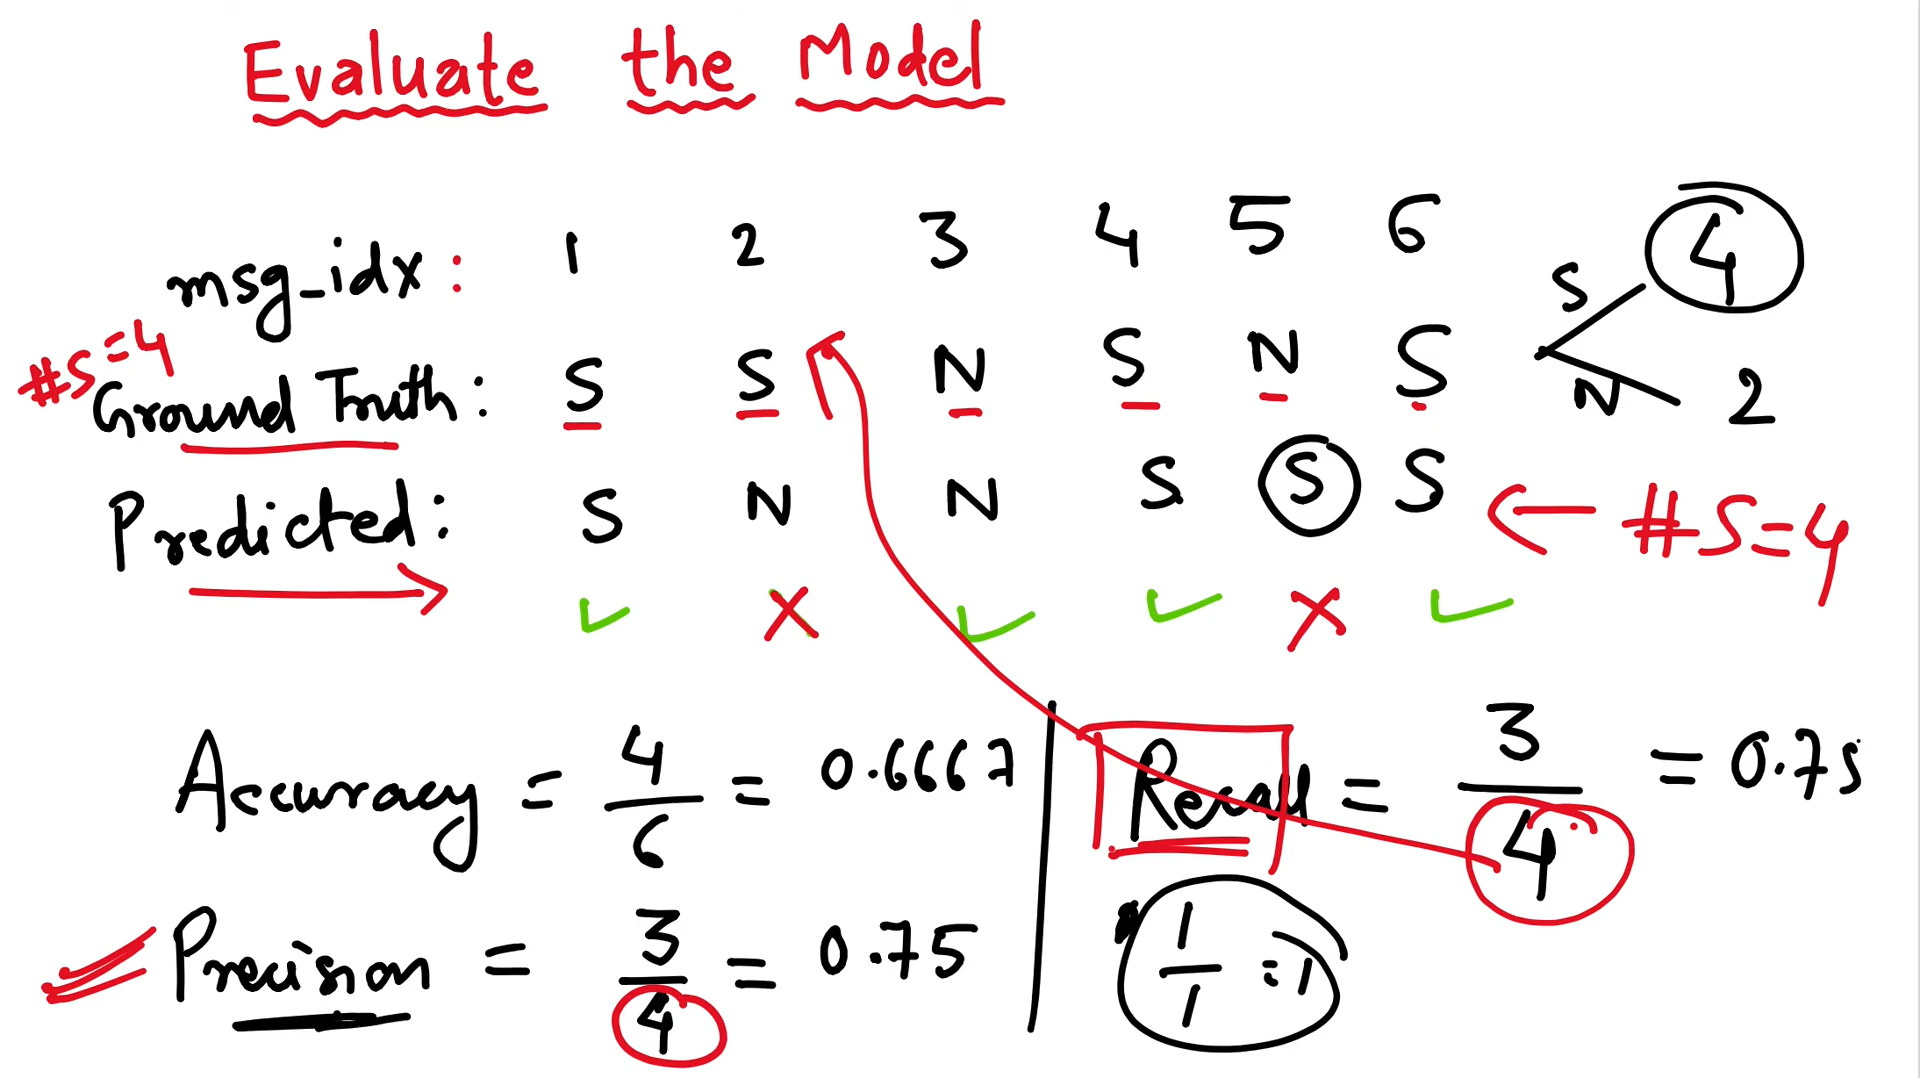 Evaluate the Model
msg_idx : 1 2 3 4 5 6
S 4
#S=4
Ground Truth : S S N S N S
N 2
Predicted : S N N S S S
← #S=4
✓ ✗ ✓ ✓ ✗ ✓
Accuracy = 4/6 = 0.6667
Recall = 3/4 = 0.75
Precision = 3/4 = 0.75
1/1 = 1